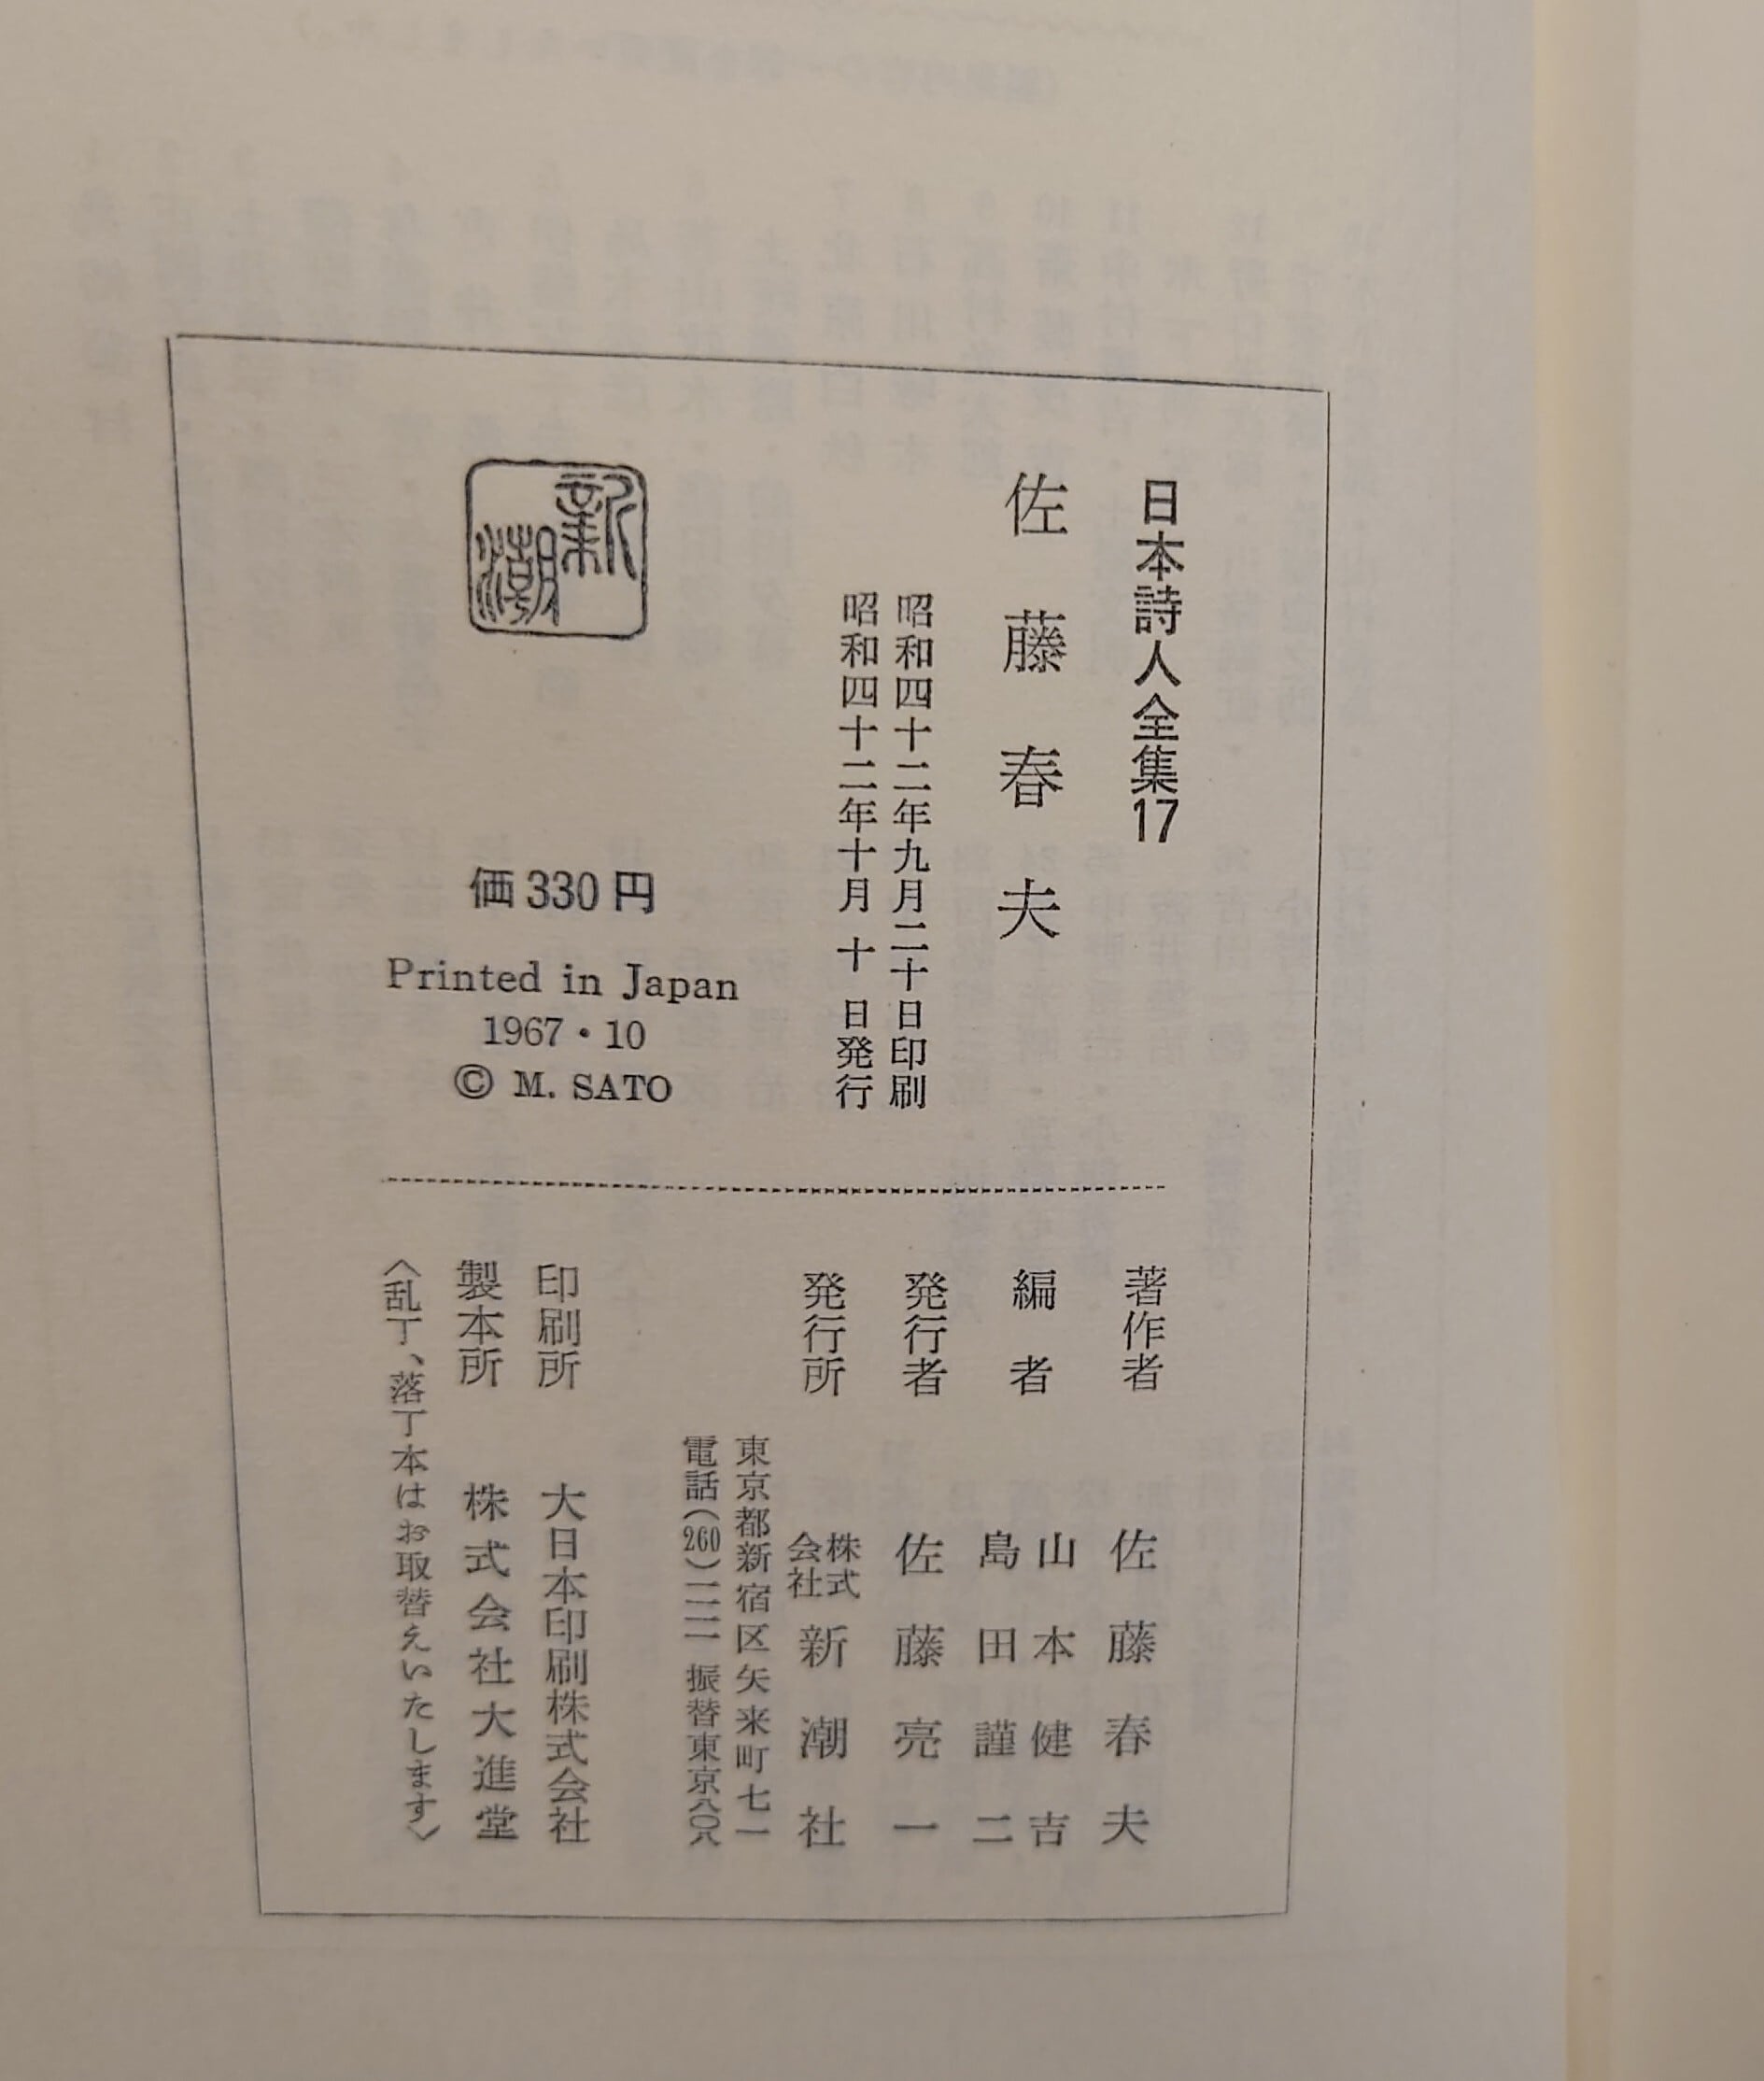 日本詩人全集17
佐藤春夫
昭和四十二年九月二十日印刷
昭和四十二年十月十日発行
新潮
価330円
Printed in Japan
1967・10
© M. SATO
著作者 佐藤春夫
編者 山本健吉
島田謹二
発行者 佐藤亮一
発行所 株式会社 新潮社
東京都新宿区矢来町七一
電話(260)一一一一 振替東京八〇八
印刷所 大日本印刷株式会社
製本所 株式会社大進堂
〈乱丁、落丁本はお取替えいたします〉